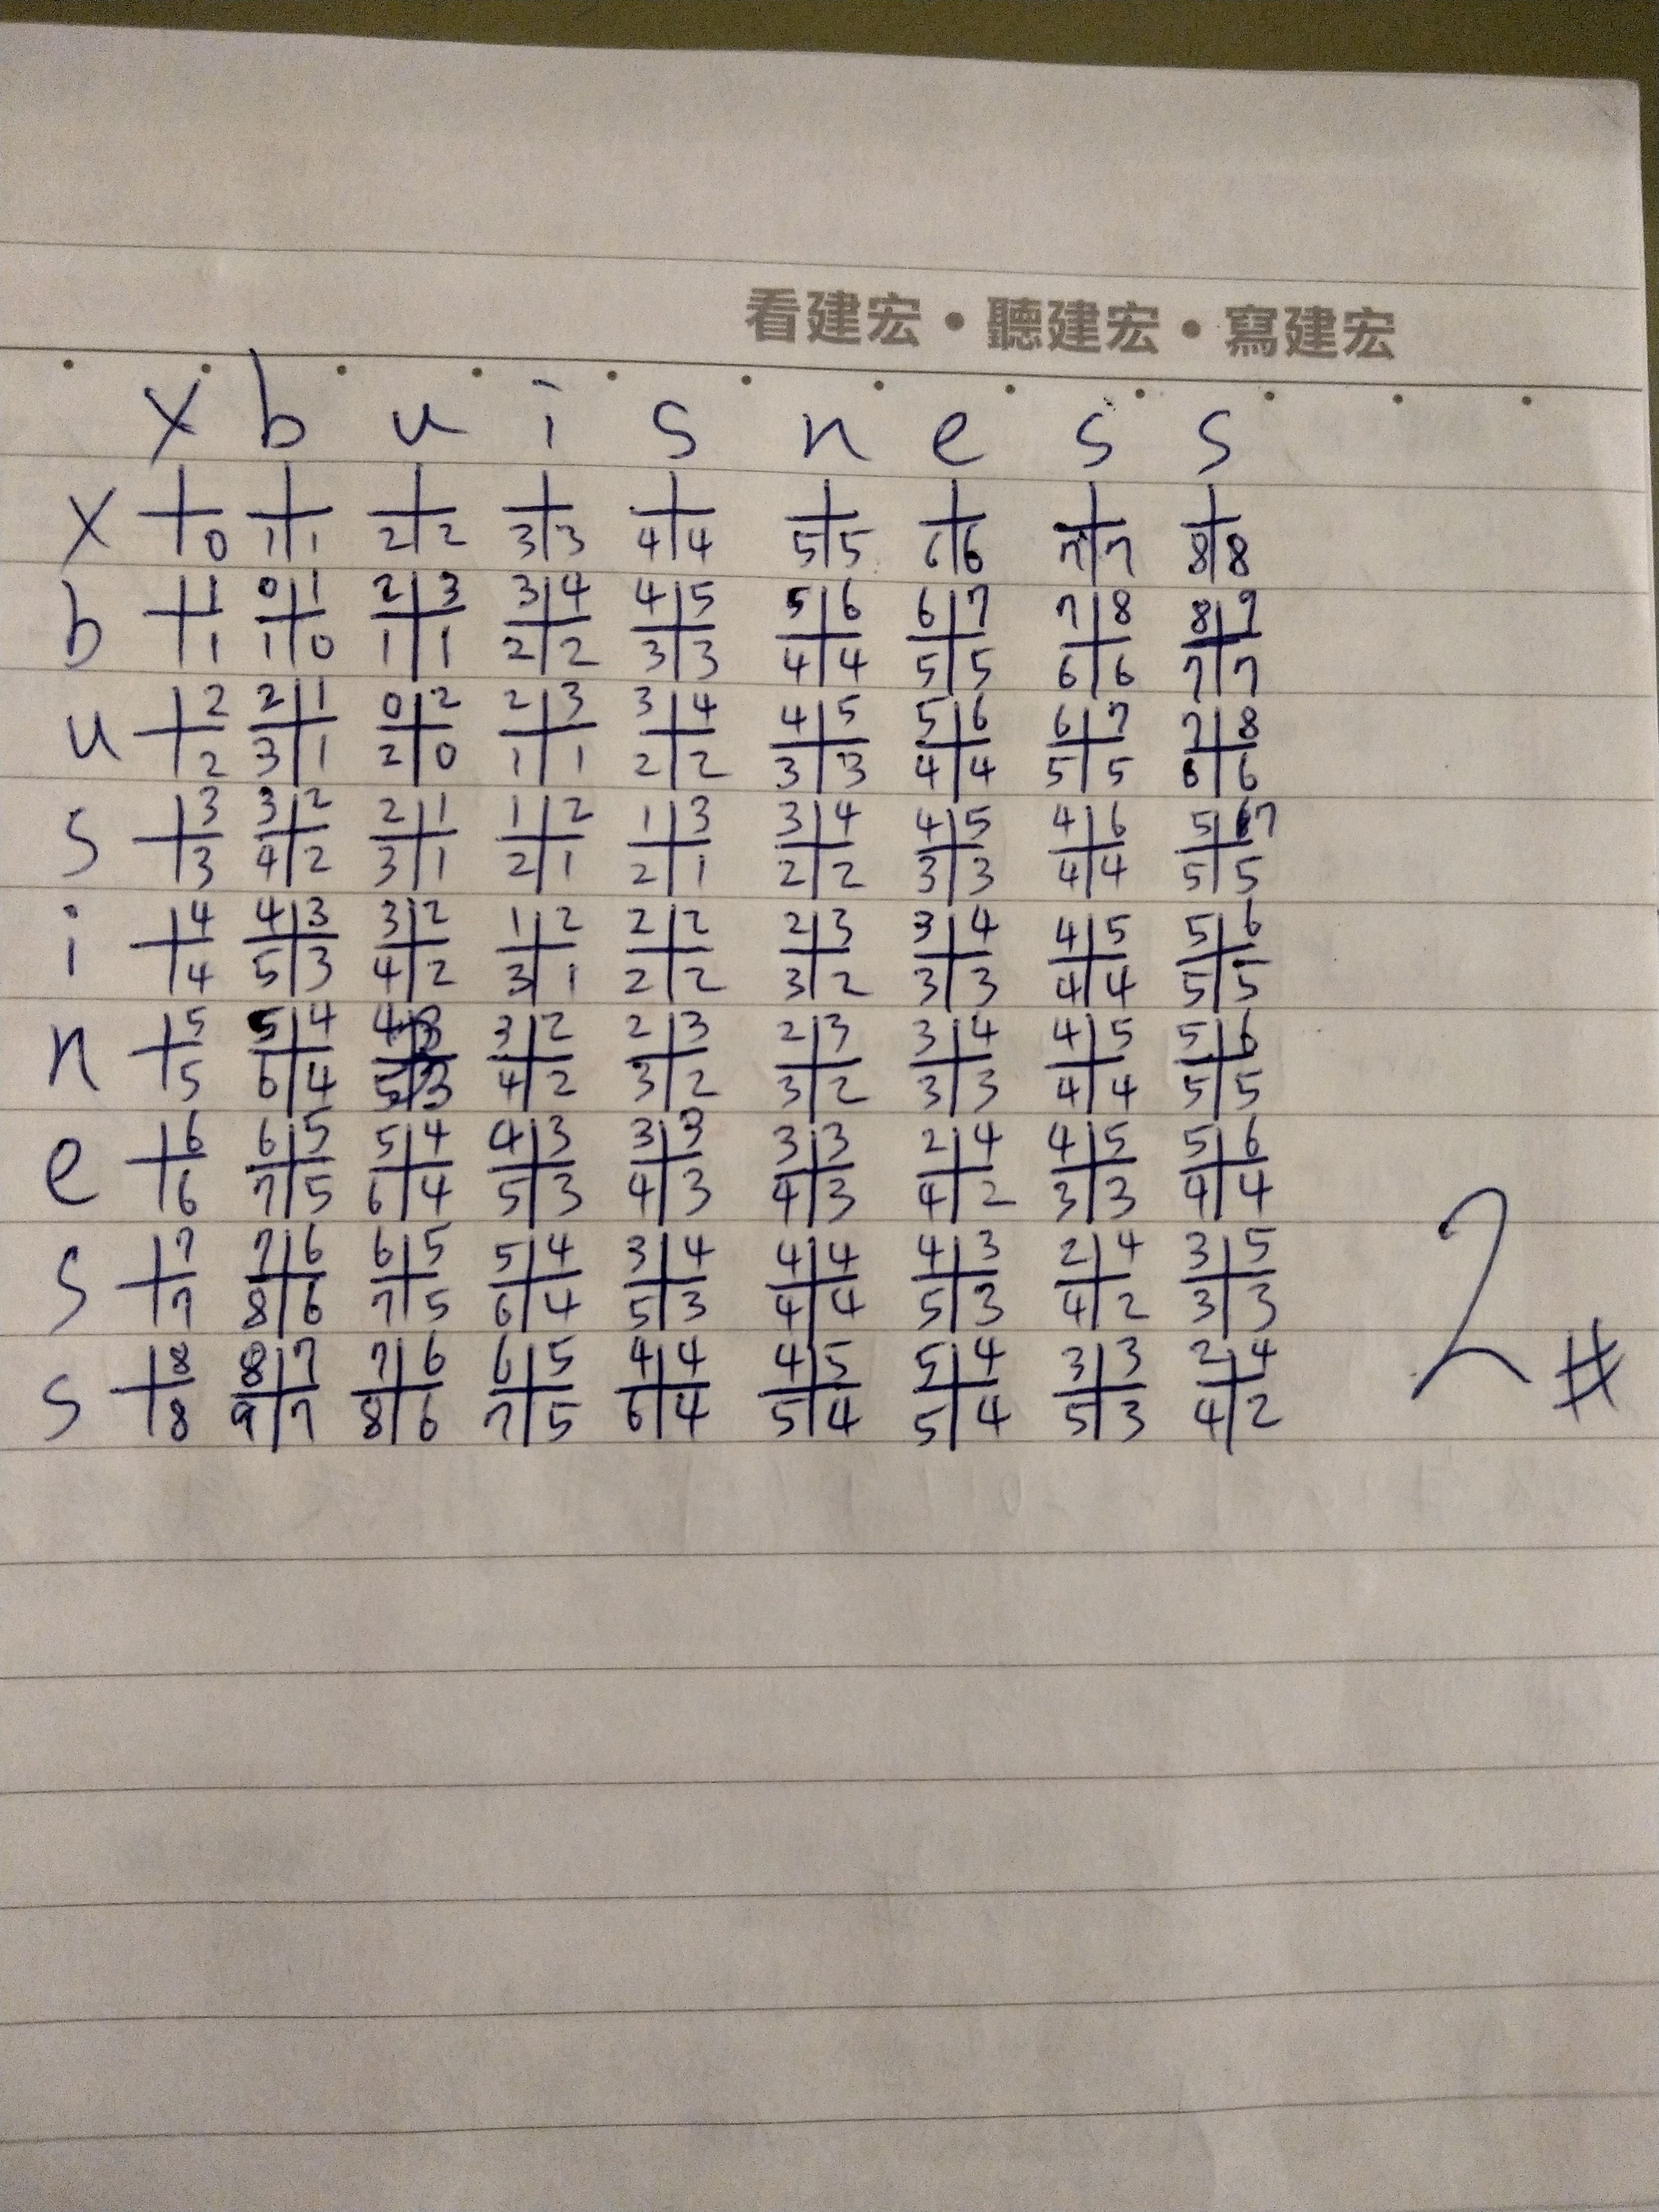 看建宏•聽建宏•寫建宏
x b u i s n e s s
x 0 1 1 2 2 3 3 4 4 5 5 6 6 7 7 8 8
b 1 0 1 2 3 3 4 4 5 5 6 6 7 7 8 8 9
1 1 0 1 1 2 2 3 3 4 4 5 5 6 6 7 7
u 2 2 1 0 2 2 3 3 4 4 5 5 6 6 7 7 8
2 3 1 2 0 1 1 2 2 3 3 4 4 5 5 6 6
s 3 3 2 2 1 1 2 1 3 3 4 4 5 4 6 5 7
3 4 2 3 1 2 1 2 1 2 2 3 3 4 4 5 5
i 4 4 3 3 2 1 2 2 2 2 3 3 4 4 5 5 6
4 5 3 4 2 3 1 2 2 3 2 3 3 4 4 5 5
n 5 5 4 4 3 3 2 2 3 2 3 3 4 4 5 5 6
5 6 4 5 3 4 2 3 2 3 2 3 3 4 4 5 5
e 6 6 5 5 4 4 3 3 3 3 3 2 4 4 5 5 6
6 7 5 6 4 5 3 4 3 4 3 4 2 3 3 4 4
s 7 7 6 6 5 5 4 3 4 4 4 4 3 2 4 3 5
7 8 6 7 5 6 4 5 3 4 4 5 3 4 2 3 3
s 8 8 7 7 6 6 5 4 4 4 5 5 4 3 3 2 4
8 9 7 8 6 7 5 6 4 5 4 5 4 5 3 4 2
2 #